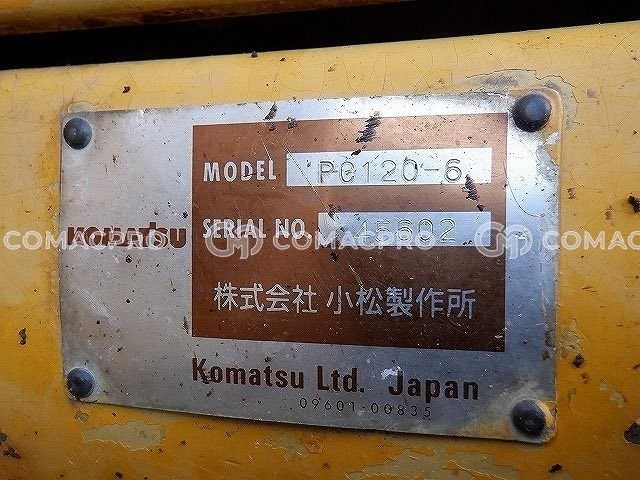 MODEL PC120-6
SERIAL NO. 45602
KOMATSU
COMACPRO COMACPRO COMAC
株式会社 小松製作所
Komatsu Ltd. Japan
09601-00835